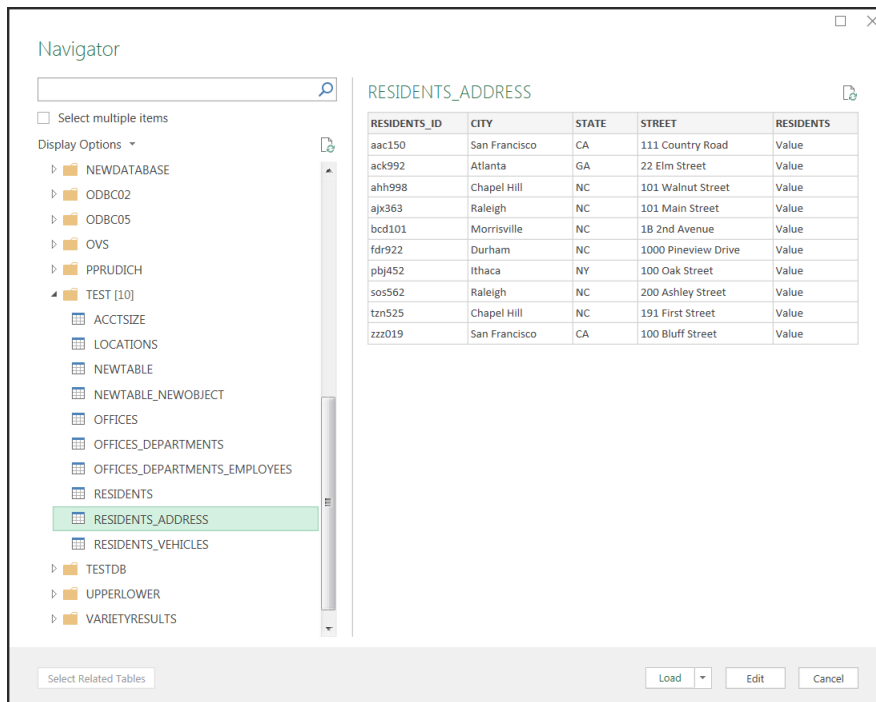 Navigator
Select multiple items
Display Options
NEWDATABASE
ODBC02
ODBC05
OVS
PPRUDICH
TEST [10]
ACCTSIZE
LOCATIONS
NEWTABLE
NEWTABLE_NEWOBJECT
OFFICES
OFFICES_DEPARTMENTS
OFFICES_DEPARTMENTS_EMPLOYEES
RESIDENTS
RESIDENTS_ADDRESS
RESIDENTS_VEHICLES
TESTDB
UPPERLOWER
VARIETYRESULTS
RESIDENTS_ADDRESS
RESIDENTS_ID CITY STATE STREET RESIDENTS
aac150 San Francisco CA 111 Country Road Value
ack992 Atlanta GA 22 Elm Street Value
ahh998 Chapel Hill NC 101 Walnut Street Value
ajx363 Raleigh NC 101 Main Street Value
bcd101 Morrisville NC 1B 2nd Avenue Value
fdr922 Durham NC 1000 Pineview Drive Value
pbj452 Ithaca NY 100 Oak Street Value
sos562 Raleigh NC 200 Ashley Street Value
tzn525 Chapel Hill NC 191 First Street Value
zzz019 San Francisco CA 100 Bluff Street Value
Select Related Tables
Load Edit Cancel